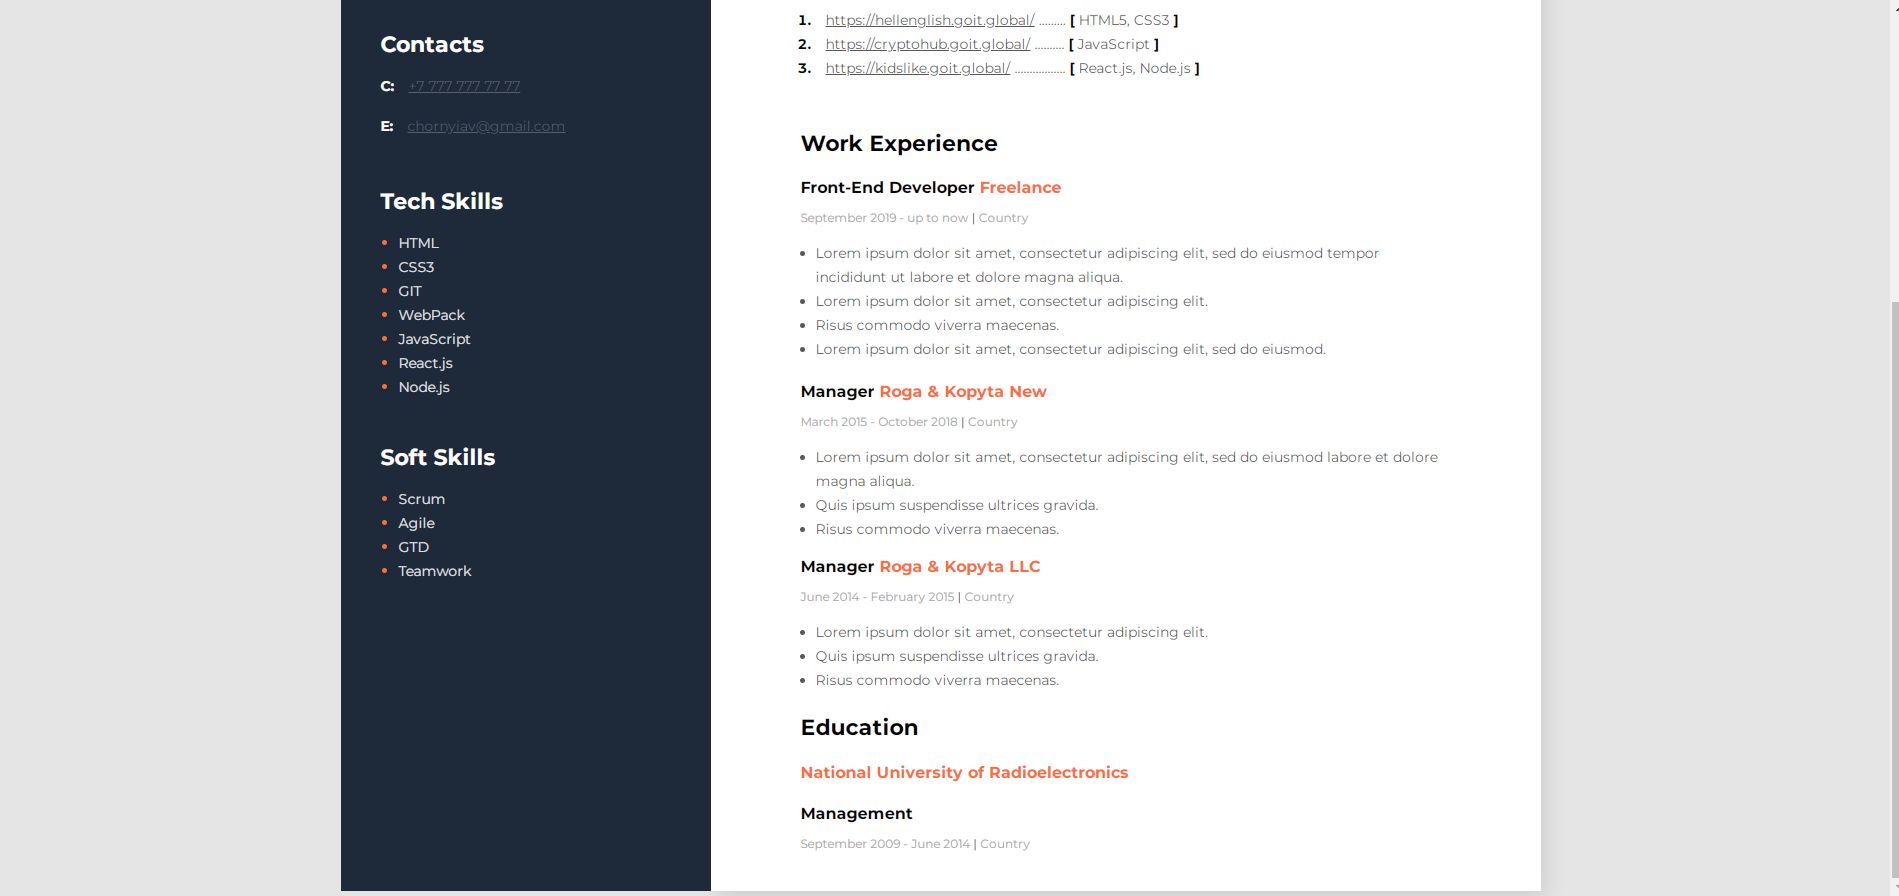 Contacts
C: +7 777 777 77 77
E: chornyiav@gmail.com
Tech Skills
HTML
CSS3
GIT
WebPack
JavaScript
React.js
Node.js
Soft Skills
Scrum
Agile
GTD
Teamwork
1. https://hellenglish.goit.global/ ......... [ HTML5, CSS3 ]
2. https://cryptohub.goit.global/ .......... [ JavaScript ]
3. https://kidslike.goit.global/ ................. [ React.js, Node.js ]
Work Experience
Front-End Developer Freelance
September 2019 - up to now | Country
Lorem ipsum dolor sit amet, consectetur adipiscing elit, sed do eiusmod tempor
incididunt ut labore et dolore magna aliqua.
Lorem ipsum dolor sit amet, consectetur adipiscing elit.
Risus commodo viverra maecenas.
Lorem ipsum dolor sit amet, consectetur adipiscing elit, sed do eiusmod.
Manager Roga & Kopyta New
March 2015 - October 2018 | Country
Lorem ipsum dolor sit amet, consectetur adipiscing elit, sed do eiusmod labore et dolore
magna aliqua.
Quis ipsum suspendisse ultrices gravida.
Risus commodo viverra maecenas.
Manager Roga & Kopyta LLC
June 2014 - February 2015 | Country
Lorem ipsum dolor sit amet, consectetur adipiscing elit.
Quis ipsum suspendisse ultrices gravida.
Risus commodo viverra maecenas.
Education
National University of Radioelectronics
Management
September 2009 - June 2014 | Country